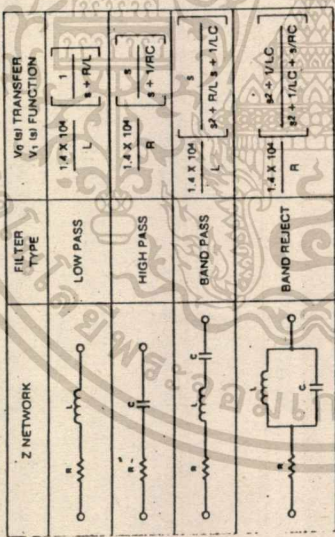 Z NETWORK
FILTER
TYPE
V₀ (s) TRANSFER
V₁ (s) FUNCTION
R L
LOW PASS
1.4 X 10⁴ / L [ 1 / s + R/L ]
R C
HIGH PASS
1.4 X 10⁴ / R [ s / s + 1/RC ]
R L C
BAND PASS
1.4 X 10⁴ / L [ s / s² + R/L s + 1/LC ]
R L C
BAND REJECT
1.4 X 10⁴ / R [ s² + 1/LC / s² + 1/LC + s/RC ]